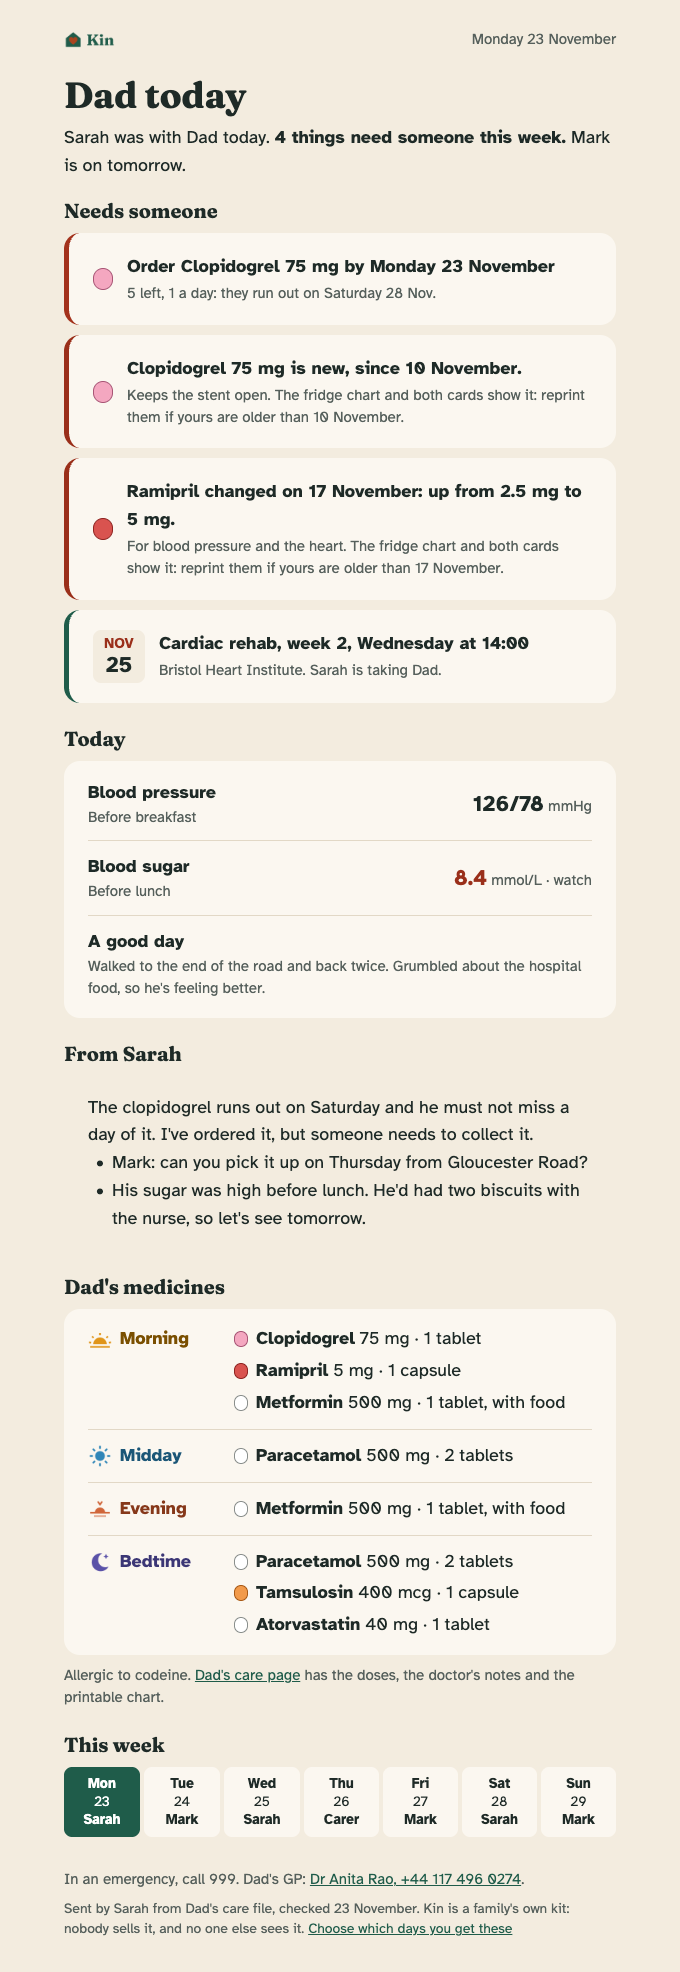 Kin
Monday 23 November
Dad today
Sarah was with Dad today. 4 things need someone this week. Mark
is on tomorrow.
Needs someone
Order Clopidogrel 75 mg by Monday 23 November
5 left, 1 a day: they run out on Saturday 28 Nov.
Clopidogrel 75 mg is new, since 10 November.
Keeps the stent open. The fridge chart and both cards show it: reprint
them if yours are older than 10 November.
Ramipril changed on 17 November: up from 2.5 mg to
5 mg.
For blood pressure and the heart. The fridge chart and both cards
show it: reprint them if yours are older than 17 November.
NOV
25
Cardiac rehab, week 2, Wednesday at 14:00
Bristol Heart Institute. Sarah is taking Dad.
Today
Blood pressure
Before breakfast
126/78 mmHg
Blood sugar
Before lunch
8.4 mmol/L · watch
A good day
Walked to the end of the road and back twice. Grumbled about the hospital
food, so he's feeling better.
From Sarah
The clopidogrel runs out on Saturday and he must not miss a
day of it. I've ordered it, but someone needs to collect it.
• Mark: can you pick it up on Thursday from Gloucester Road?
• His sugar was high before lunch. He'd had two biscuits with
the nurse, so let's see tomorrow.
Dad's medicines
Morning
Clopidogrel 75 mg · 1 tablet
Ramipril 5 mg · 1 capsule
Metformin 500 mg · 1 tablet, with food
Midday
Paracetamol 500 mg · 2 tablets
Evening
Metformin 500 mg · 1 tablet, with food
Bedtime
Paracetamol 500 mg · 2 tablets
Tamsulosin 400 mcg · 1 capsule
Atorvastatin 40 mg · 1 tablet
Allergic to codeine. Dad's care page has the doses, the doctor's notes and the
printable chart.
This week
Mon
23
Sarah
Tue
24
Mark
Wed
25
Sarah
Thu
26
Carer
Fri
27
Mark
Sat
28
Sarah
Sun
29
Mark
In an emergency, call 999. Dad's GP: Dr Anita Rao, +44 117 496 0274.
Sent by Sarah from Dad's care file, checked 23 November. Kin is a family's own kit:
nobody sells it, and no one else sees it. Choose which days you get these